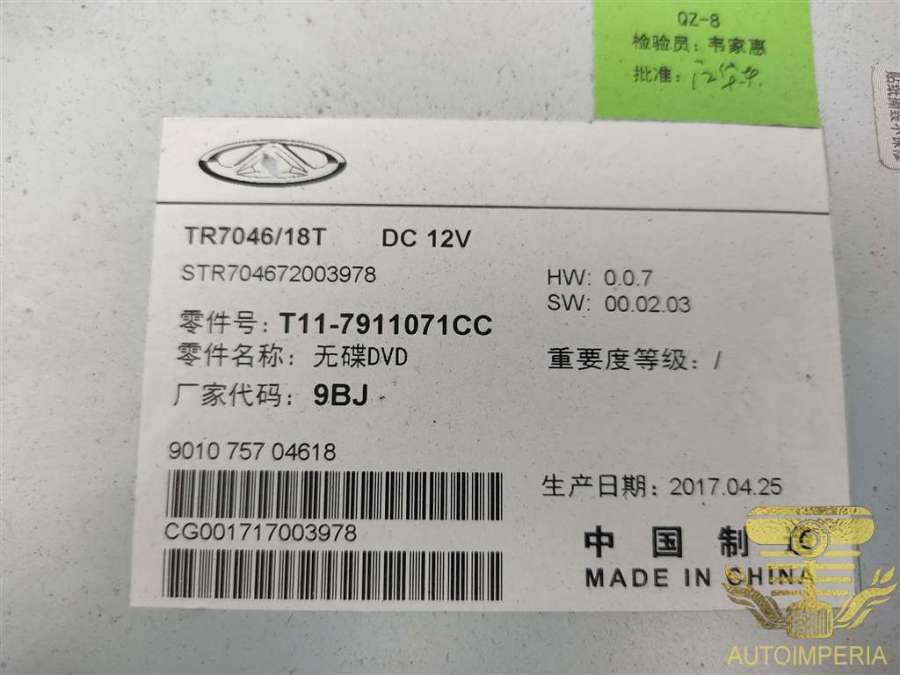 QZ-8
检验员：韦家惠
批准：
TR7046/18T DC 12V
STR704672003978
HW: 0.0.7
SW: 00.02.03
零件号：T11-7911071CC
零件名称：无碟DVD
重要度等级：/
厂家代码：9BJ
9010 757 04618
生产日期：2017.04.25
CG001717003978
中国制造
MADE IN CHINA
AUTOIMPERIA